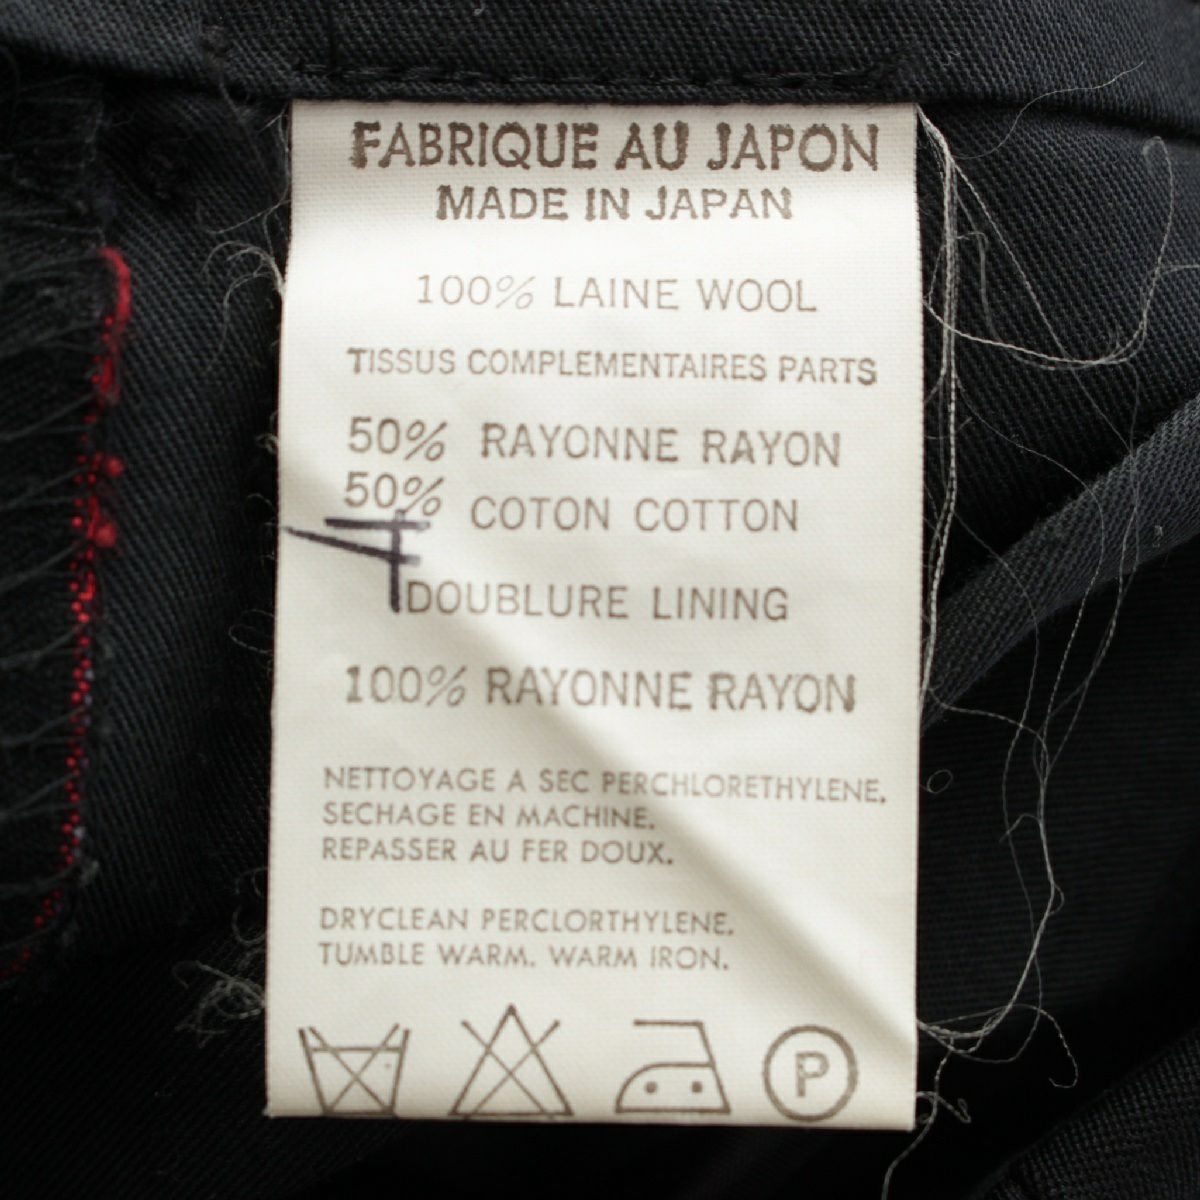 FABRIQUE AU JAPON
MADE IN JAPAN
100% LAINE WOOL
TISSUS COMPLEMENTAIRES PARTS
50% RAYONNE RAYON
50% COTON COTTON
DOUBLURE LINING
100% RAYONNE RAYON
NETTOYAGE A SEC PERCHLORETHYLENE.
SECHAGE EN MACHINE.
REPASSER AU FER DOUX.
DRYCLEAN PERCLORTHYLENE.
TUMBLE WARM. WARM IRON.
P